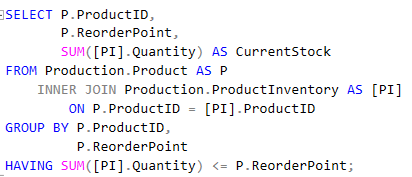 SELECT P.ProductID,
P.ReorderPoint,
SUM([PI].Quantity) AS CurrentStock
FROM Production.Product AS P
INNER JOIN Production.ProductInventory AS [PI]
ON P.ProductID = [PI].ProductID
GROUP BY P.ProductID,
P.ReorderPoint
HAVING SUM([PI].Quantity) <= P.ReorderPoint;